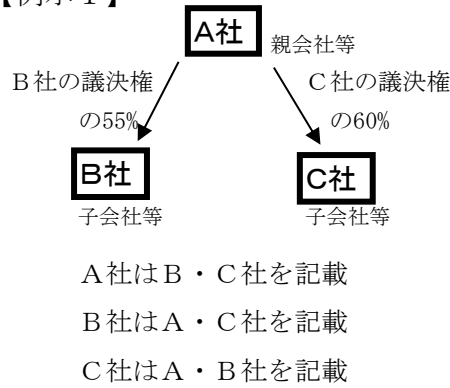 【例示１】
A社
親会社等
Ｂ社の議決権 Ｃ社の議決権
の55% の60%
B社 C社
子会社等 子会社等
Ａ社はＢ・Ｃ社を記載
Ｂ社はＡ・Ｃ社を記載
Ｃ社はＡ・Ｂ社を記載